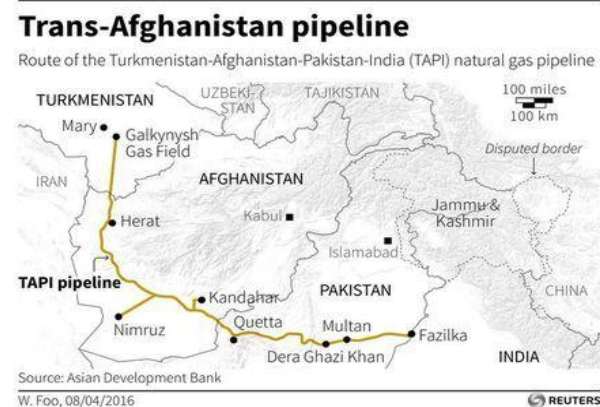 Trans-Afghanistan pipeline
Route of the Turkmenistan-Afghanistan-Pakistan-India (TAPI) natural gas pipeline
TURKMENISTAN
UZBEKI-
STAN
TAJIKISTAN
100 miles
100 km
Mary
Galkynysh
Gas Field
Disputed border
IRAN
AFGHANISTAN
Jammu &
Kashmir
Herat
Kabul
Islamabad
TAPI pipeline
CHINA
Kandahar
PAKISTAN
Nimruz
Quetta
Multan
Fazilka
Dera Ghazi Khan
INDIA
Source: Asian Development Bank
W. Foo, 08/04/2016
REUTERS